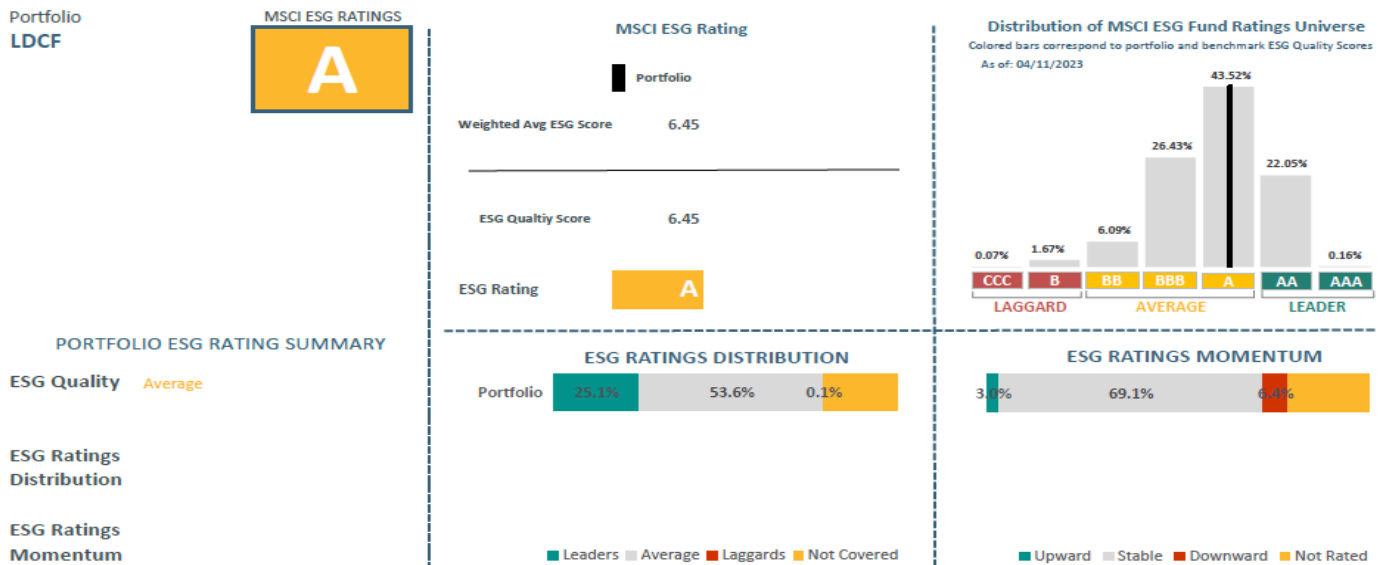 Portfolio
LDCF
MSCI ESG RATINGS
A
MSCI ESG Rating
Portfolio
Weighted Avg ESG Score 6.45
ESG Qualtiy Score 6.45
ESG Rating A
Distribution of MSCI ESG Fund Ratings Universe
Colored bars correspond to portfolio and benchmark ESG Quality Scores
As of: 04/11/2023
0.07% 1.67% 6.09% 26.43% 43.52% 22.05% 0.16%
CCC B BB BBB A AA AAA
LAGGARD AVERAGE LEADER
PORTFOLIO ESG RATING SUMMARY
ESG Quality Average
ESG Ratings
Distribution
ESG Ratings
Momentum
ESG RATINGS DISTRIBUTION
Portfolio 25.1% 53.6% 0.1%
Leaders Average Laggards Not Covered
ESG RATINGS MOMENTUM
3.0% 69.1% 6.4%
Upward Stable Downward Not Rated